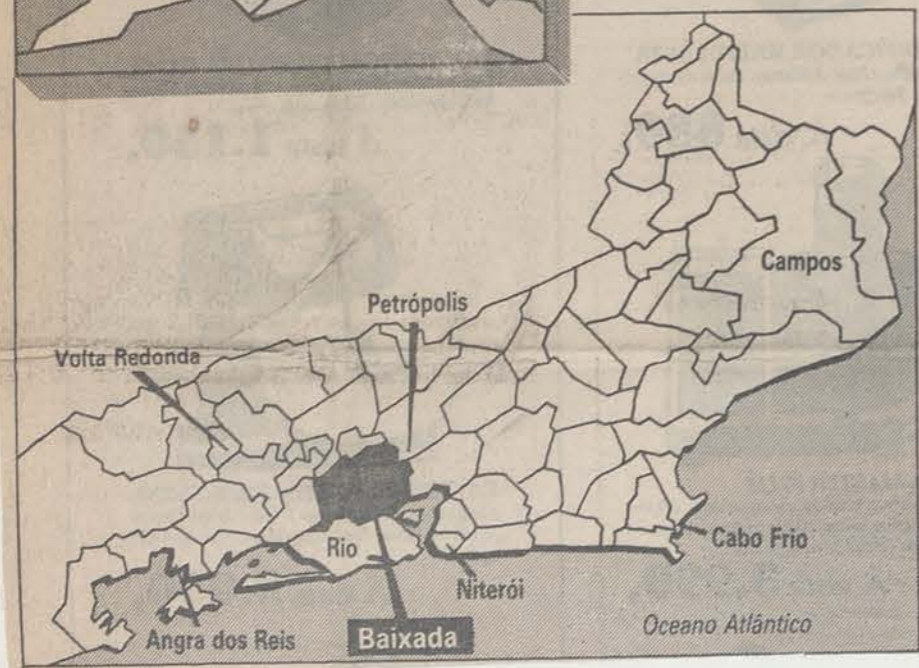 Campos
Petrópolis
Volta Redonda
Cabo Frio
Rio
Niterói
Oceano Atlântico
Angra dos Reis
Baixada